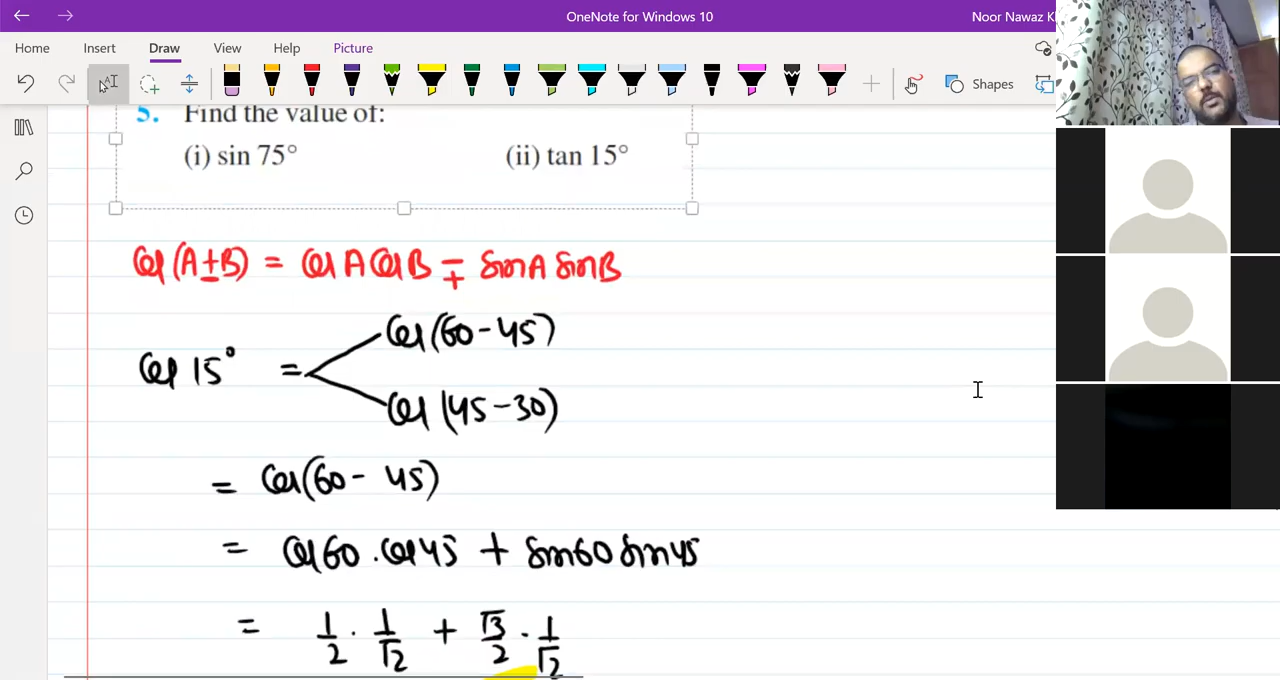 OneNote for Windows 10
Noor Nawaz K
Home Insert Draw View Help Picture
Shapes
5. Find the value of:
(i) sin 75° (ii) tan 15°
Cos (A±B) = Cos A Cos B ∓ Sin A Sin B
Cos 15° = Cos (60 - 45)
Cos (45 - 30)
= Cos (60 - 45)
= Cos 60 . Cos 45 + Sin 60 Sin 45
= 1/2 . 1/√2 + √3/2 . 1/√2